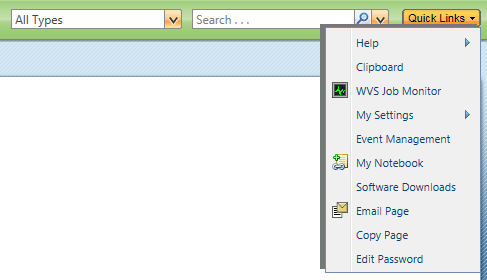 All Types Search . . . Quick Links
Help
Clipboard
WVS Job Monitor
My Settings
Event Management
My Notebook
Software Downloads
Email Page
Copy Page
Edit Password